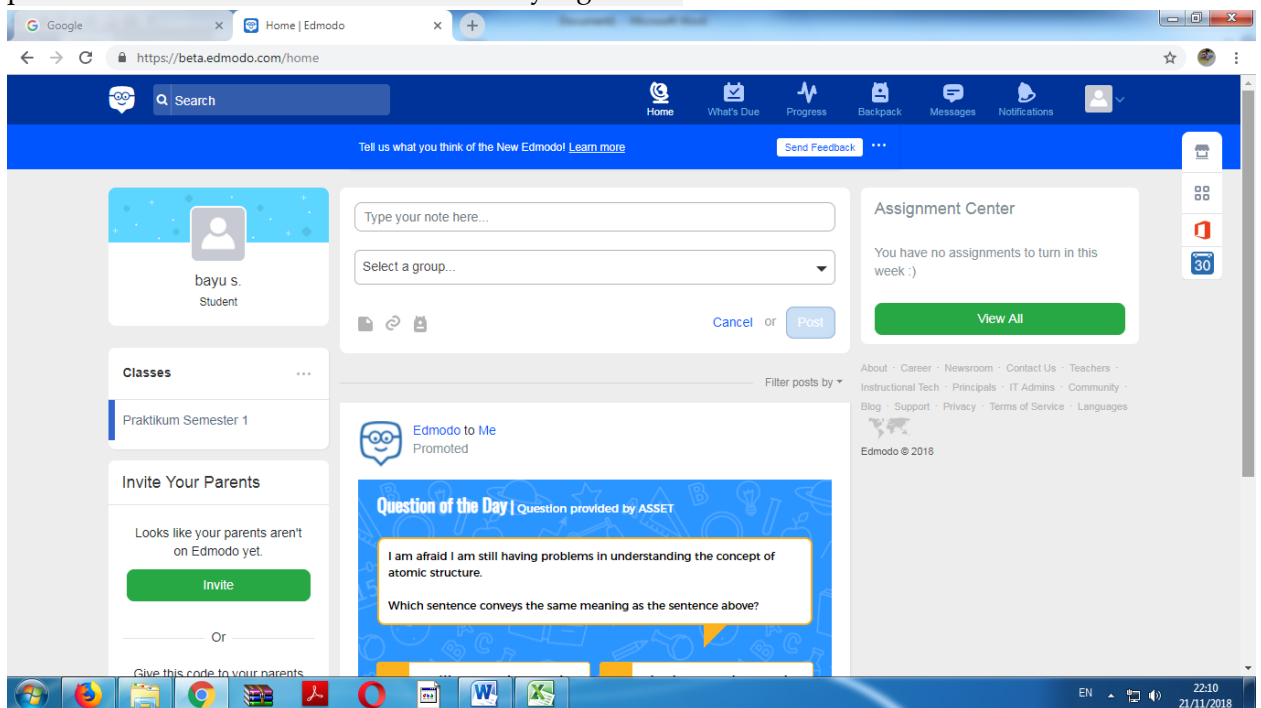 Google
Home | Edmodo
https://beta.edmodo.com/home
Search
Home
What's Due
Progress
Backpack
Messages
Notifications
Tell us what you think of the New Edmodo! Learn more
Send Feedback
bayu s.
Student
Type your note here...
Select a group...
Cancel or Post
Assignment Center
You have no assignments to turn in this
week :)
View All
30
Classes
Praktikum Semester 1
Filter posts by
About · Career · Newsroom · Contact Us · Teachers ·
Instructional Tech · Principals · IT Admins · Community ·
Blog · Support · Privacy · Terms of Service · Languages
Edmodo © 2018
Edmodo to Me
Promoted
Invite Your Parents
Looks like your parents aren't
on Edmodo yet.
Invite
Or
Give this code to your parents
Question of the Day | Question provided by ASSET
I am afraid I am still having problems in understanding the concept of
atomic structure.
Which sentence conveys the same meaning as the sentence above?
EN
22:10
21/11/2018